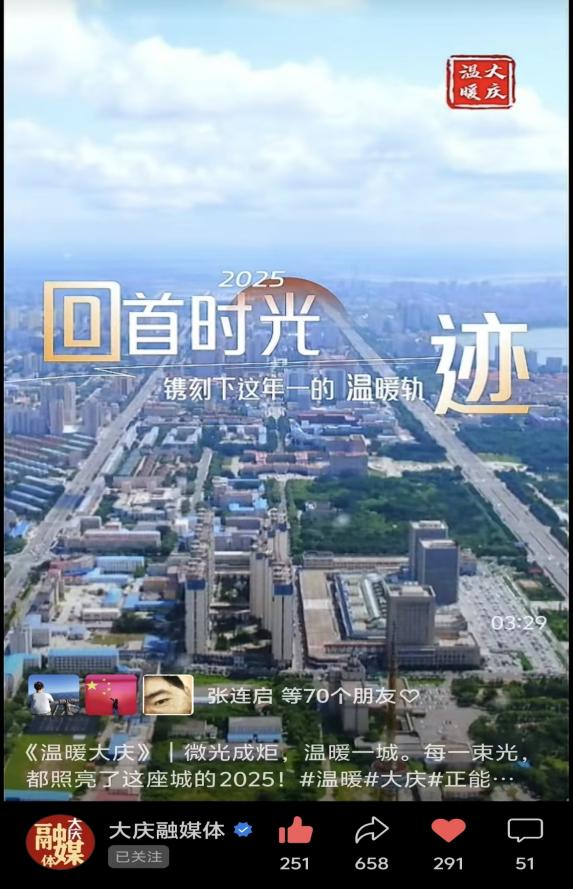 温大
暖庆
2025
回首时光
镌刻下这年一的 温暖轨迹
03:29
张连启 等70个朋友♡
《温暖大庆》｜微光成炬，温暖一城。每一束光，
都照亮了这座城的2025！#温暖#大庆#正能…
大庆融媒体
大庆融媒体
已关注
251
658
291
51